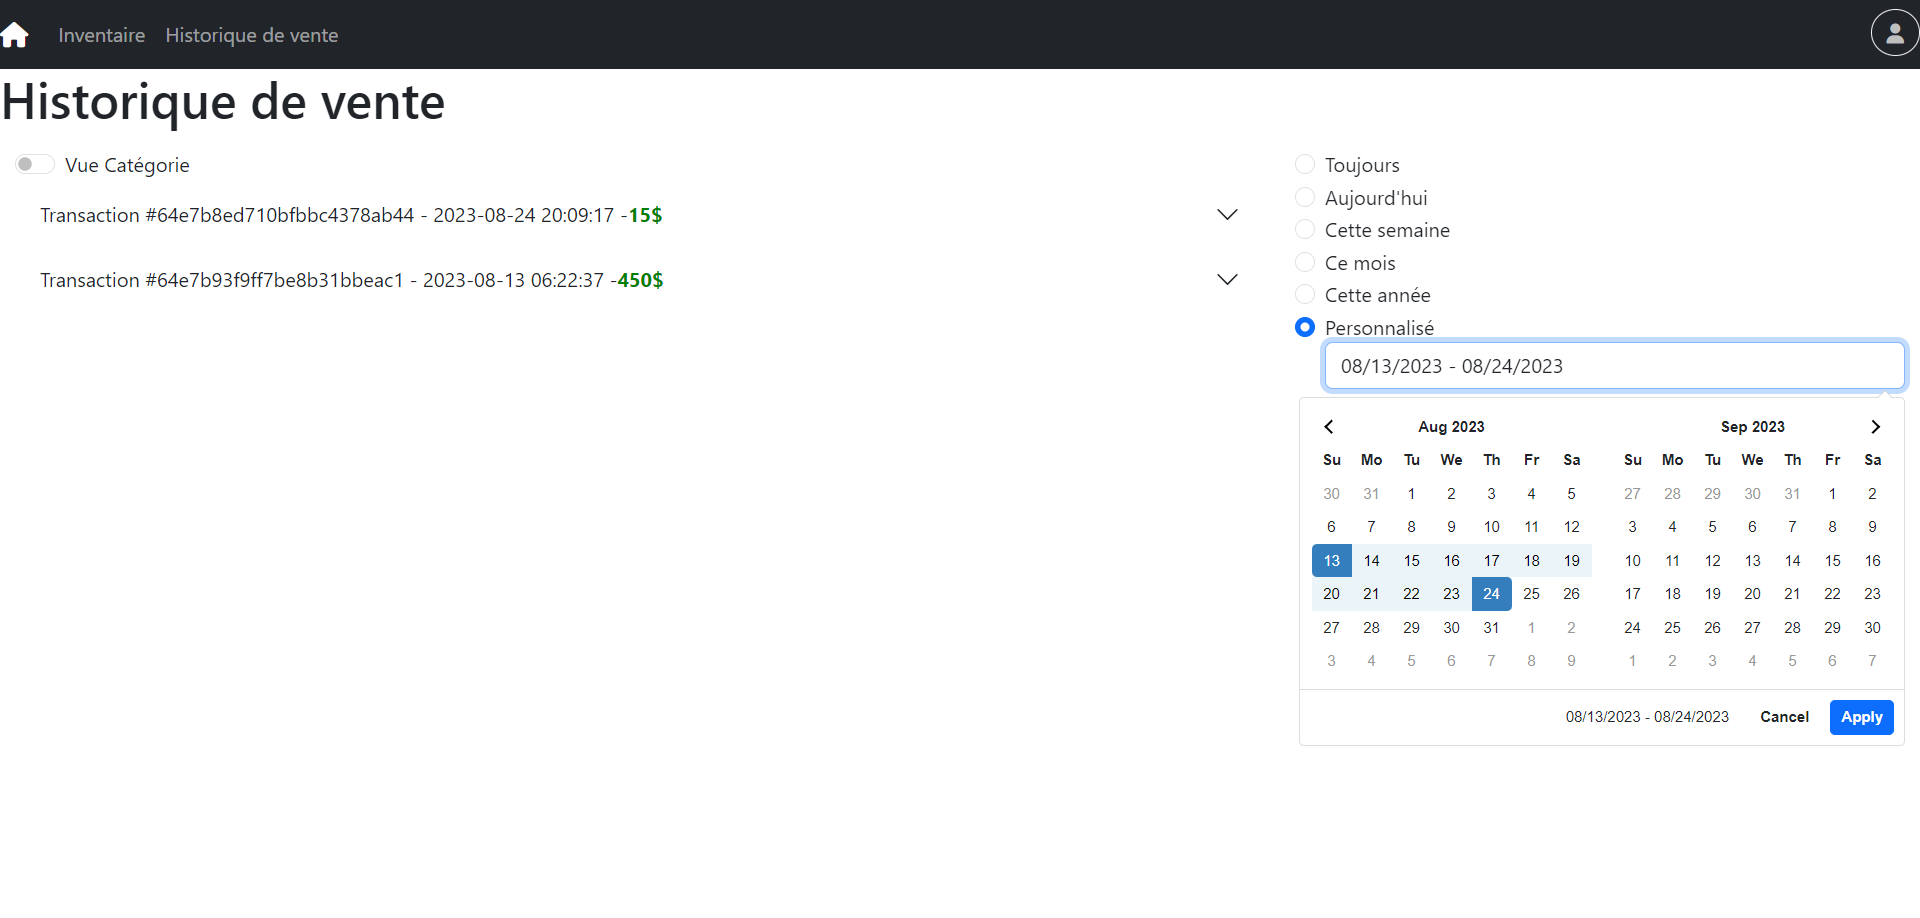 Inventaire Historique de vente
Historique de vente
Vue Catégorie
Transaction #64e7b8ed710bfbbc4378ab44 - 2023-08-24 20:09:17 -15$
Transaction #64e7b93f9ff7be8b31bbeac1 - 2023-08-13 06:22:37 -450$
Toujours
Aujourd'hui
Cette semaine
Ce mois
Cette année
Personnalisé
08/13/2023 - 08/24/2023
Aug 2023
Su Mo Tu We Th Fr Sa
30 31 1 2 3 4 5
6 7 8 9 10 11 12
13 14 15 16 17 18 19
20 21 22 23 24 25 26
27 28 29 30 31 1 2
3 4 5 6 7 8 9
Sep 2023
Su Mo Tu We Th Fr Sa
27 28 29 30 31 1 2
3 4 5 6 7 8 9
10 11 12 13 14 15 16
17 18 19 20 21 22 23
24 25 26 27 28 29 30
1 2 3 4 5 6 7
08/13/2023 - 08/24/2023 Cancel Apply